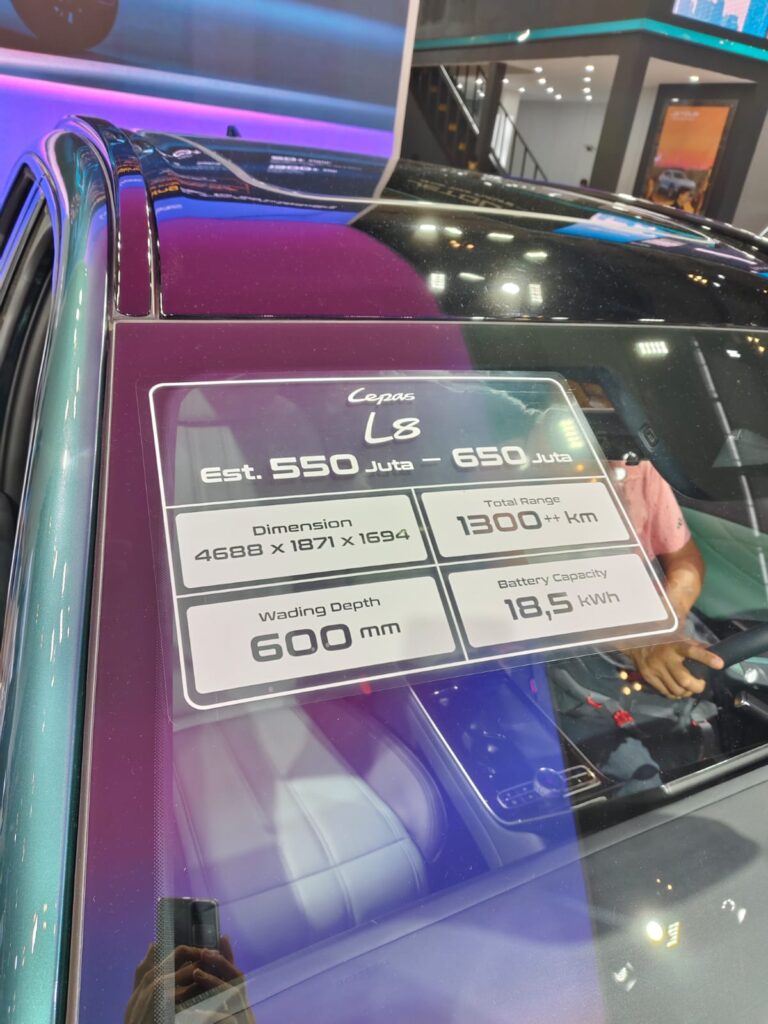 Lepas
L8
Est. 550 Juta – 650 Juta
Dimension
4688 x 1871 x 1694
Total Range
1300++ km
Wading Depth
600 mm
Battery Capacity
18,5 kWh